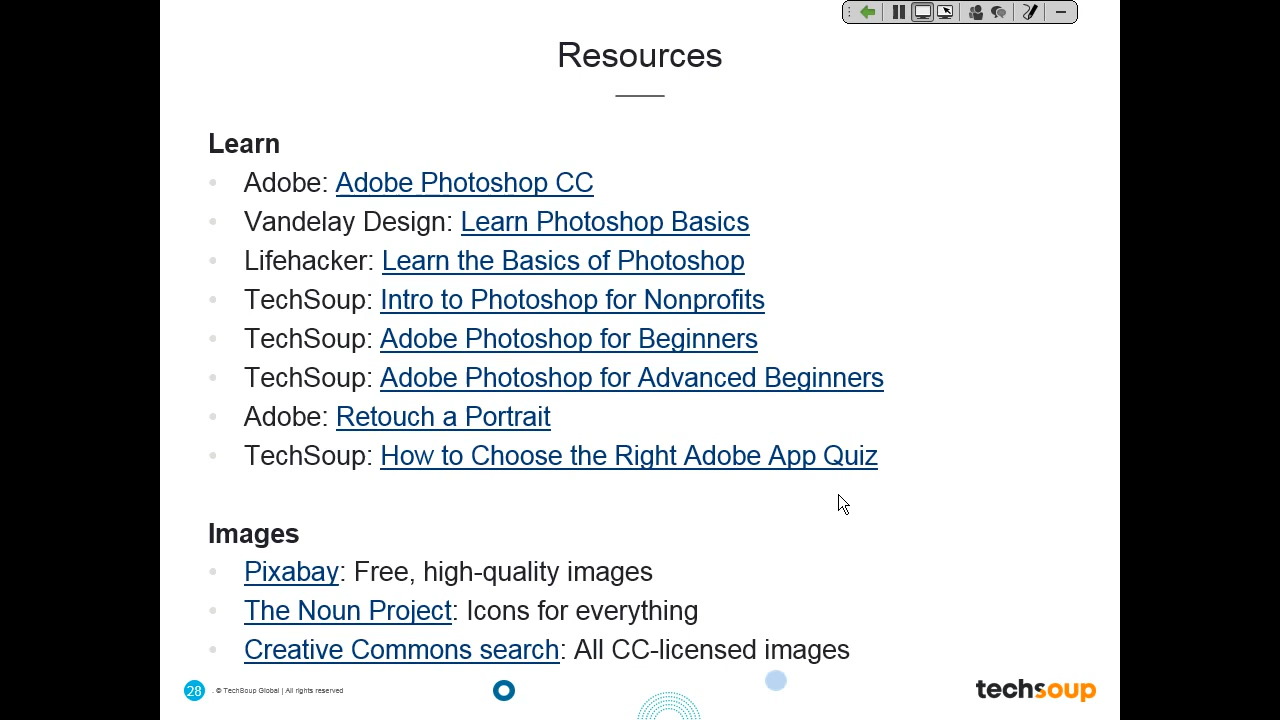 Resources
Learn
Adobe: Adobe Photoshop CC
Vandelay Design: Learn Photoshop Basics
Lifehacker: Learn the Basics of Photoshop
TechSoup: Intro to Photoshop for Nonprofits
TechSoup: Adobe Photoshop for Beginners
TechSoup: Adobe Photoshop for Advanced Beginners
Adobe: Retouch a Portrait
TechSoup: How to Choose the Right Adobe App Quiz
Images
Pixabay: Free, high-quality images
The Noun Project: Icons for everything
Creative Commons search: All CC-licensed images
28 . © TechSoup Global | All rights reserved
techsoup